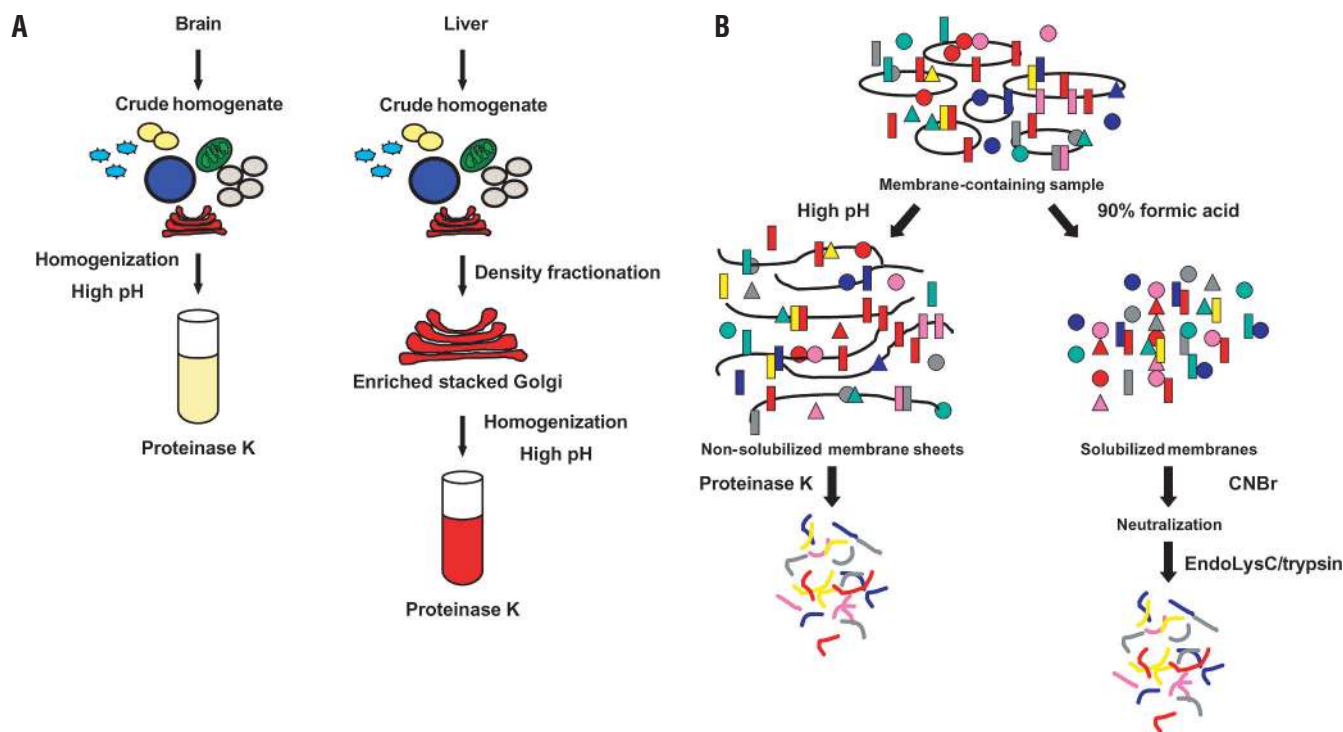 A
Brain
Crude homogenate
Homogenization
High pH
Proteinase K
Liver
Crude homogenate
Density fractionation
Enriched stacked Golgi
Homogenization
High pH
Proteinase K
B
Membrane-containing sample
High pH
90% formic acid
Non-solubilized membrane sheets
Proteinase K
Solubilized membranes
CNBr
Neutralization
EndoLysC/trypsin